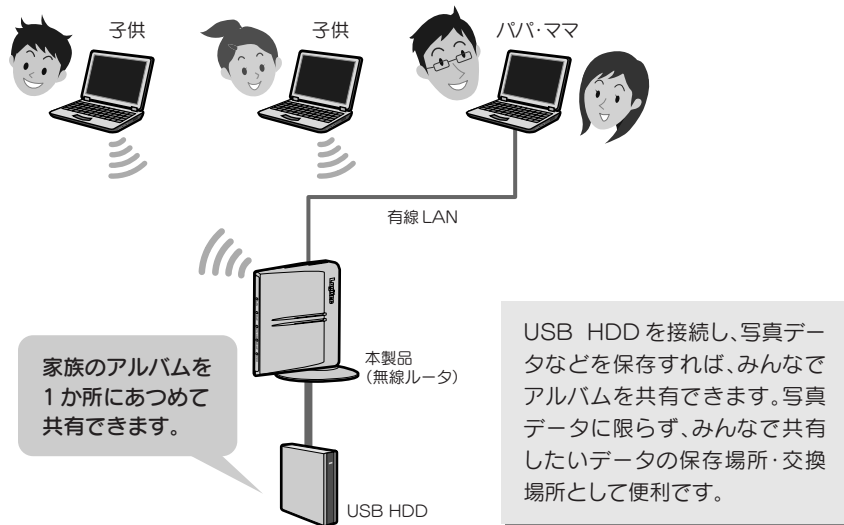 子供
子供
パパ・ママ
有線 LAN
Logitec
本製品
（無線ルータ）
家族のアルバムを
1 か所にあつめて
共有できます。
USB HDD
USB HDD を接続し、写真デー
タなどを保存すれば、みんなで
アルバムを共有できます。写真
データに限らず、みんなで共有
したいデータの保存場所・交換
場所として便利です。